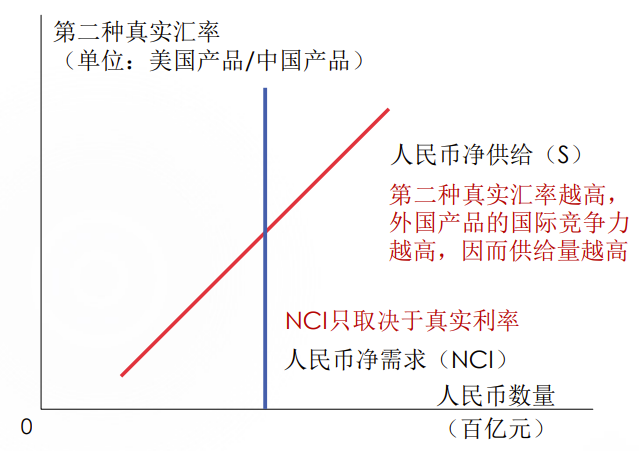 第二种真实汇率
（单位：美国产品/中国产品）
人民币净供给（S）
第二种真实汇率越高，
外国产品的国际竞争力
越高，因而供给量越高
NCI只取决于真实利率
人民币净需求（NCI）
人民币数量
（百亿元）
0